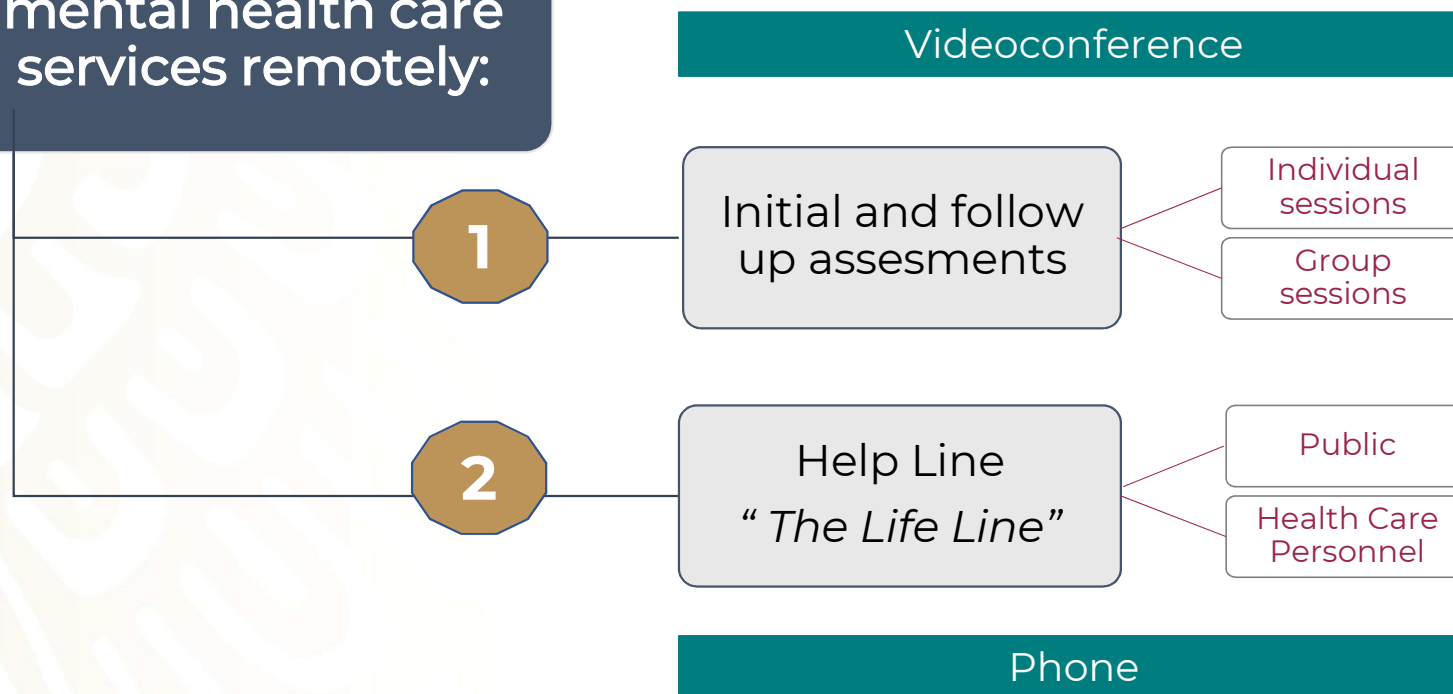 mental health care
services remotely:
Videoconference
1
Initial and follow
up assesments
Individual
sessions
Group
sessions
2
Help Line
“ The Life Line”
Public
Health Care
Personnel
Phone